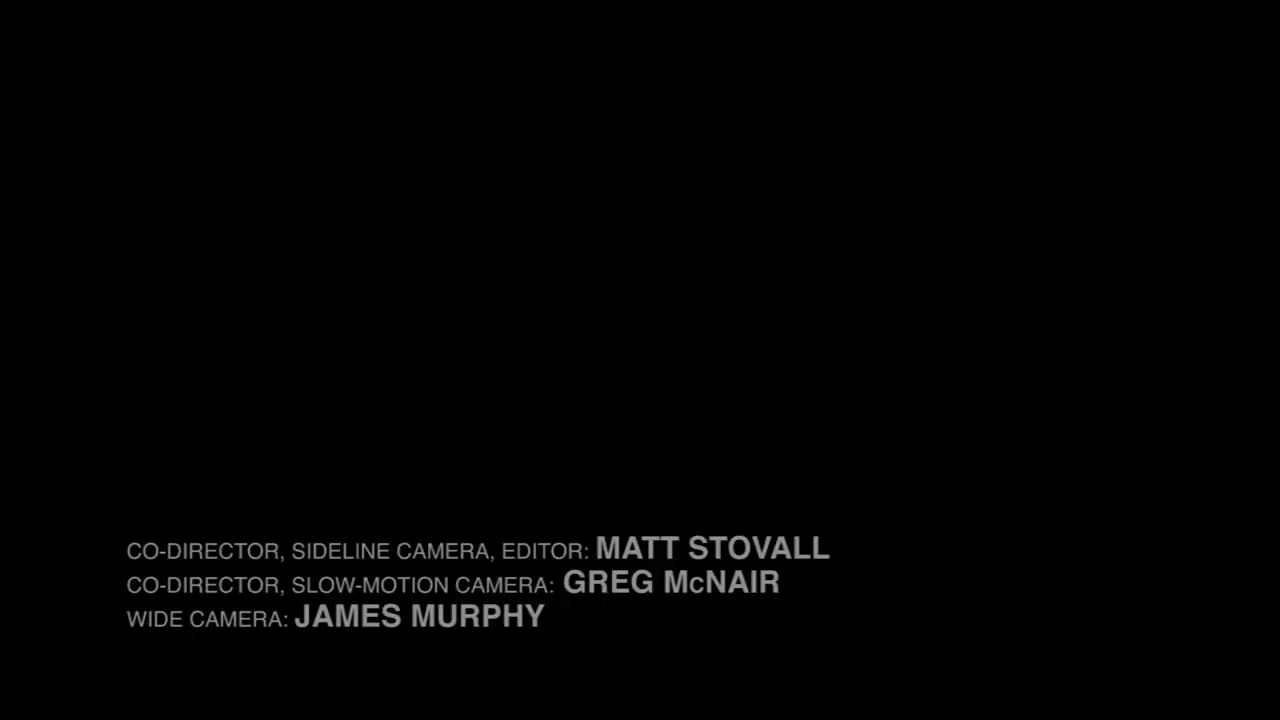 CO-DIRECTOR, SIDELINE CAMERA, EDITOR: MATT STOVALL
CO-DIRECTOR, SLOW-MOTION CAMERA: GREG McNAIR
WIDE CAMERA: JAMES MURPHY